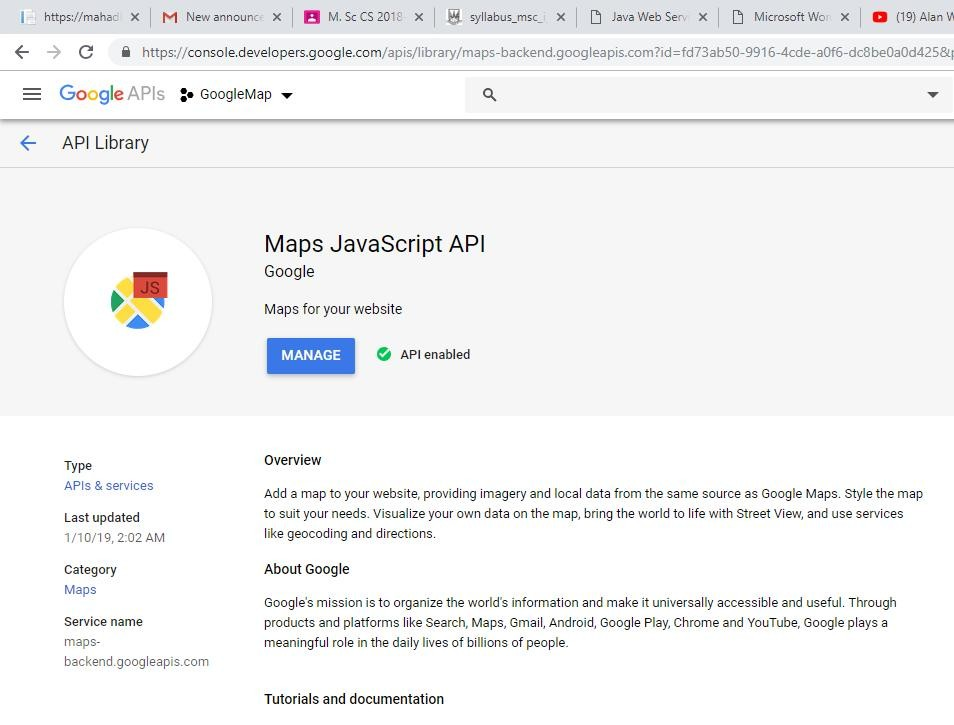 https://mahadl
New announce
M. Sc CS 2018
syllabus_msc_i
Java Web Serv
Microsoft Wor
(19) Alan W
https://console.developers.google.com/apis/library/maps-backend.googleapis.com?id=fd73ab50-9916-4cde-a0f6-dc8be0a0d425&p
Google APIs
GoogleMap
API Library
JS
Maps JavaScript API
Google
Maps for your website
MANAGE
API enabled
Type
APIs & services
Last updated
1/10/19, 2:02 AM
Category
Maps
Service name
maps-
backend.googleapis.com
Overview
Add a map to your website, providing imagery and local data from the same source as Google Maps. Style the map
to suit your needs. Visualize your own data on the map, bring the world to life with Street View, and use services
like geocoding and directions.
About Google
Google's mission is to organize the world's information and make it universally accessible and useful. Through
products and platforms like Search, Maps, Gmail, Android, Google Play, Chrome and YouTube, Google plays a
meaningful role in the daily lives of billions of people.
Tutorials and documentation